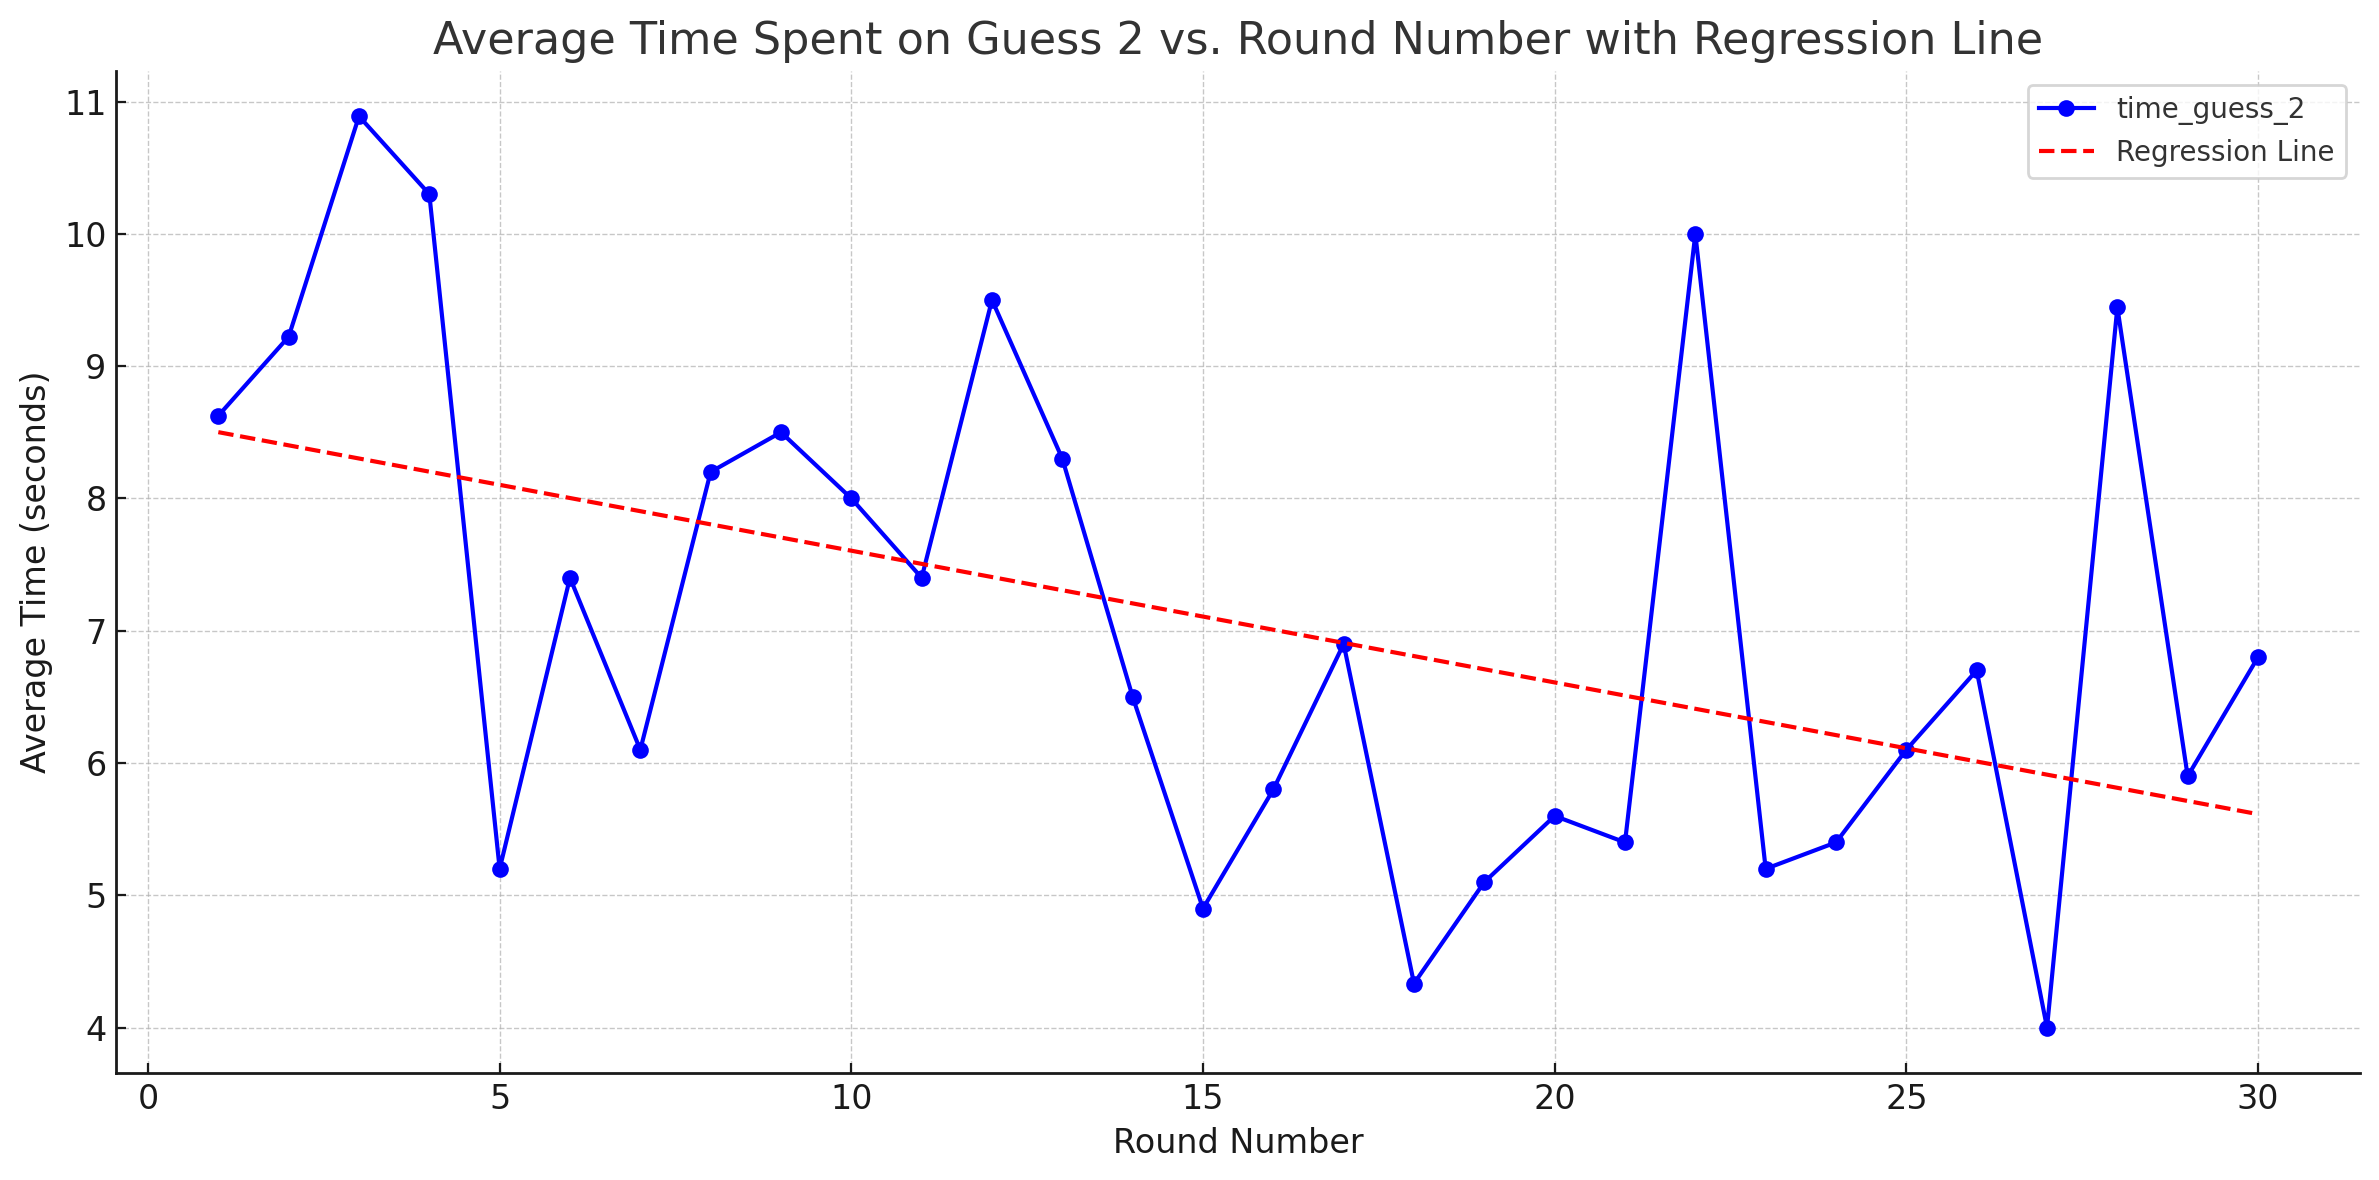 Average Time Spent on Guess 2 vs. Round Number with Regression Line
time_guess_2
Regression Line
Average Time (seconds)
11
10
9
8
7
6
5
4
0 5 10 15 20 25 30
Round Number